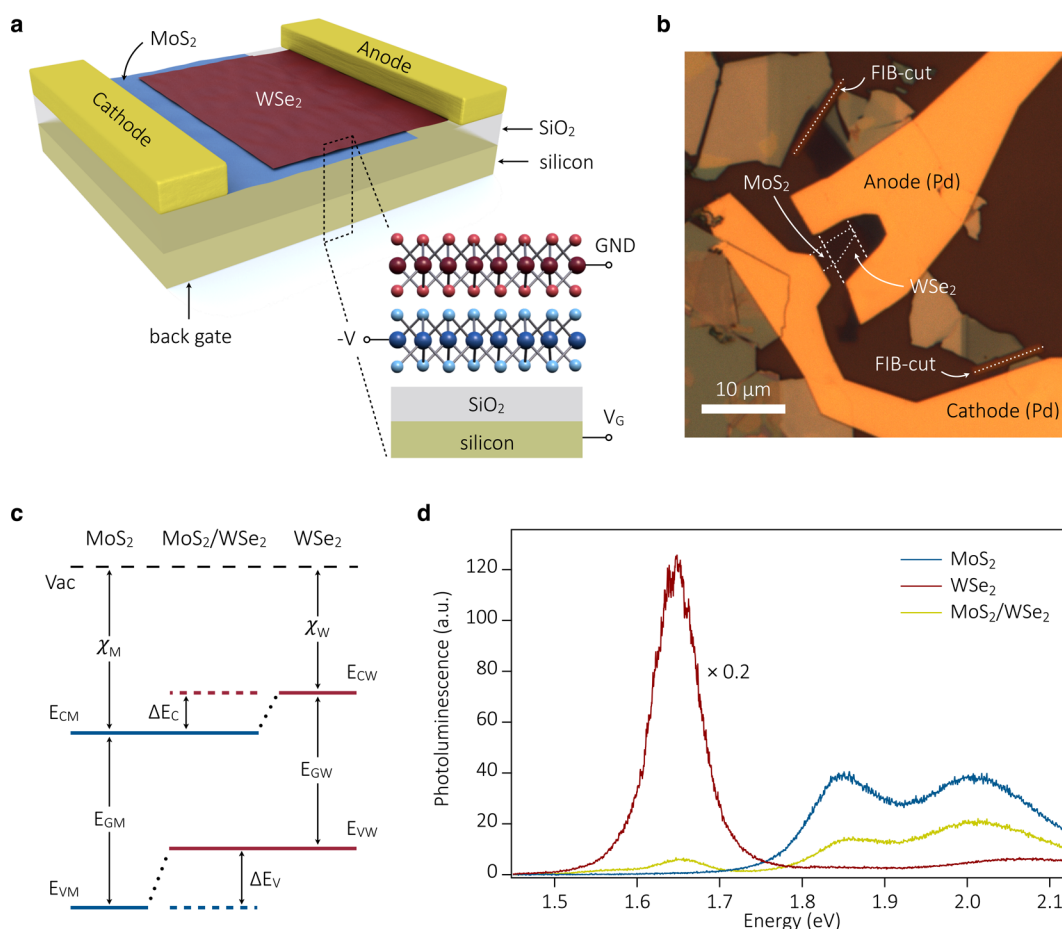 a
MoS₂
Anode
Cathode
WSe₂
SiO₂
silicon
back gate
GND
-V
SiO₂
silicon
V_G
b
FIB-cut
MoS₂
Anode (Pd)
WSe₂
FIB-cut
10 μm
Cathode (Pd)
c
MoS₂ MoS₂/WSe₂ WSe₂
Vac
χ_M
χ_W
E_CW
E_CM
ΔE_C
E_GW
E_GM
E_VW
E_VM
ΔE_V
d
Photoluminescence (a.u.)
120
100
80
60
40
20
0
MoS₂
WSe₂
MoS₂/WSe₂
× 0.2
1.5 1.6 1.7 1.8 1.9 2.0 2.1
Energy (eV)